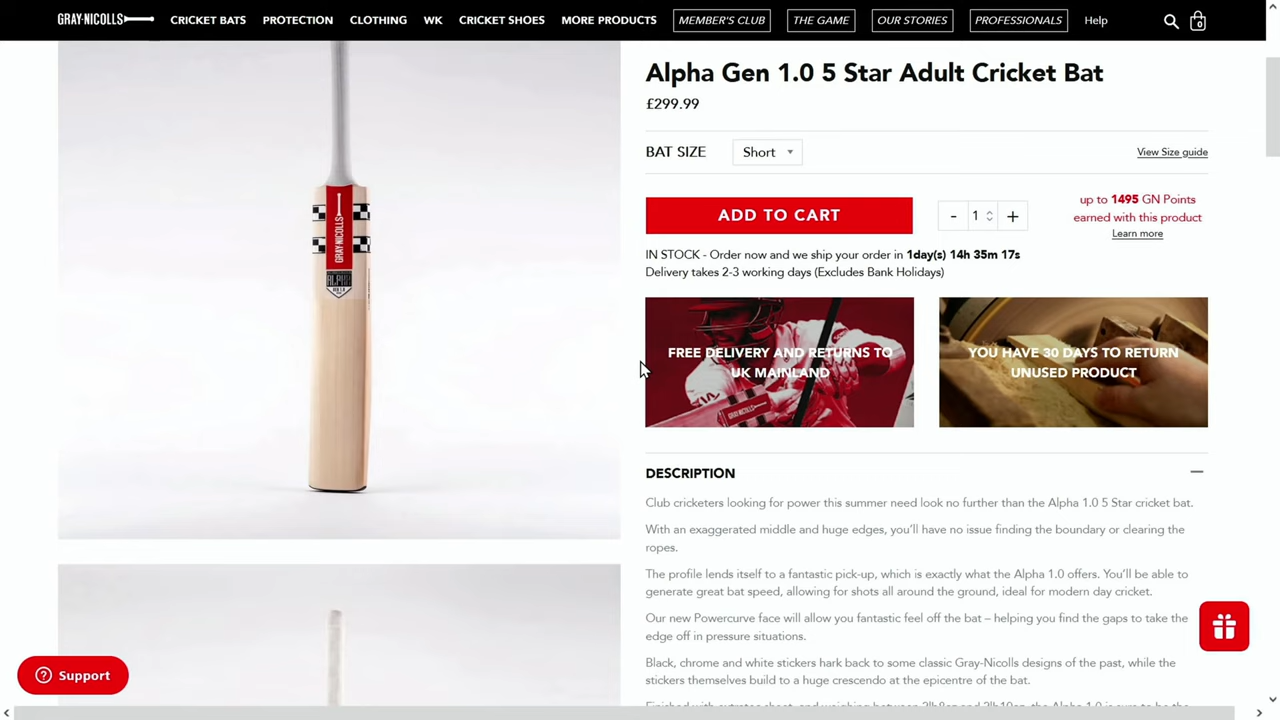 GRAY-NICOLLS CRICKET BATS PROTECTION CLOTHING WK CRICKET SHOES MORE PRODUCTS MEMBER'S CLUB THE GAME OUR STORIES PROFESSIONALS Help 0
Alpha Gen 1.0 5 Star Adult Cricket Bat
£299.99
BAT SIZE Short View Size guide
ADD TO CART - 1 +
up to 1495 GN Points
earned with this product
Learn more
IN STOCK - Order now and we ship your order in 1day(s) 14h 35m 17s
Delivery takes 2-3 working days (Excludes Bank Holidays)
GRAY-NICOLLS
ALPHA
FREE DELIVERY AND RETURNS TO
UK MAINLAND
YOU HAVE 30 DAYS TO RETURN
UNUSED PRODUCT
DESCRIPTION
Club cricketers looking for power this summer need look no further than the Alpha 1.0 5 Star cricket bat.
With an exaggerated middle and huge edges, you'll have no issue finding the boundary or clearing the
ropes.
The profile lends itself to a fantastic pick-up, which is exactly what the Alpha 1.0 offers. You'll be able to
generate great bat speed, allowing for shots all around the ground, ideal for modern day cricket.
Our new Powercurve face will allow you fantastic feel off the bat – helping you find the gaps to take the
edge off in pressure situations.
Black, chrome and white stickers hark back to some classic Gray-Nicolls designs of the past, while the
stickers themselves build to a huge crescendo at the epicentre of the bat.
Support